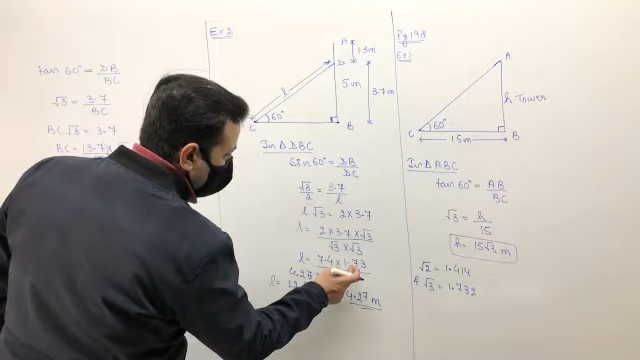 tan 60° = DB/BC
√3 = 3.7/BC
BC√3 = 3.7
BC = 13.7 ×
Ex 2
A
1.3m
D
5m
3.7m
l
60°
C
B
In △DBC
sin 60° = DB/DC
√3/2 = 3.7/l
l·√3 = 2 × 3.7
l = 2 × 3.7 × √3 / √3 × √3
l = 7.4 × 1.73
4.27
l =
4.27 m
Pg 198
Ex 1
A
h Tower
60°
C
B
15m
In △ABC
tan 60° = AB/BC
√3 = h/15
h = 15√3 m
√2 = 1.414
& √3 = 1.732